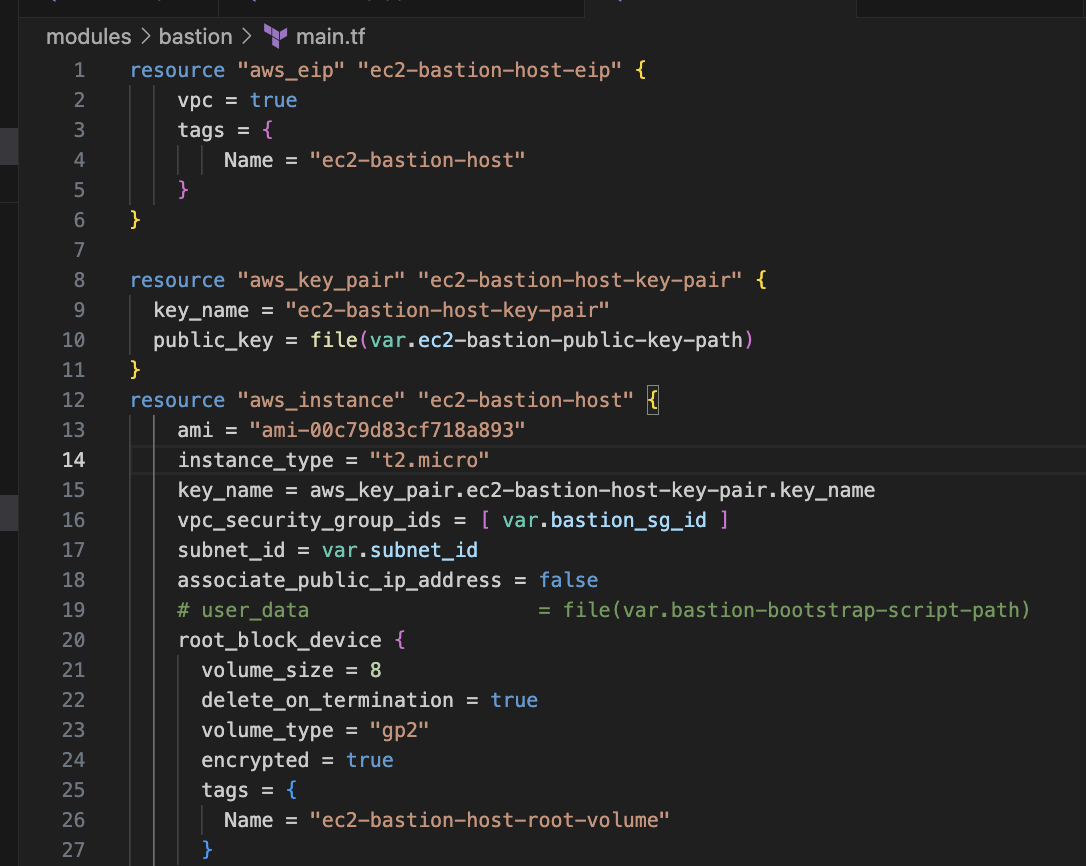 modules > bastion > main.tf
1 resource "aws_eip" "ec2-bastion-host-eip" {
2     vpc = true
3     tags = {
4         Name = "ec2-bastion-host"
5     }
6 }
7
8 resource "aws_key_pair" "ec2-bastion-host-key-pair" {
9   key_name = "ec2-bastion-host-key-pair"
10   public_key = file(var.ec2-bastion-public-key-path)
11 }
12 resource "aws_instance" "ec2-bastion-host" {
13     ami = "ami-00c79d83cf718a893"
14     instance_type = "t2.micro"
15     key_name = aws_key_pair.ec2-bastion-host-key-pair.key_name
16     vpc_security_group_ids = [ var.bastion_sg_id ]
17     subnet_id = var.subnet_id
18     associate_public_ip_address = false
19     # user_data                   = file(var.bastion-bootstrap-script-path)
20     root_block_device {
21       volume_size = 8
22       delete_on_termination = true
23       volume_type = "gp2"
24       encrypted = true
25       tags = {
26         Name = "ec2-bastion-host-root-volume"
27       }